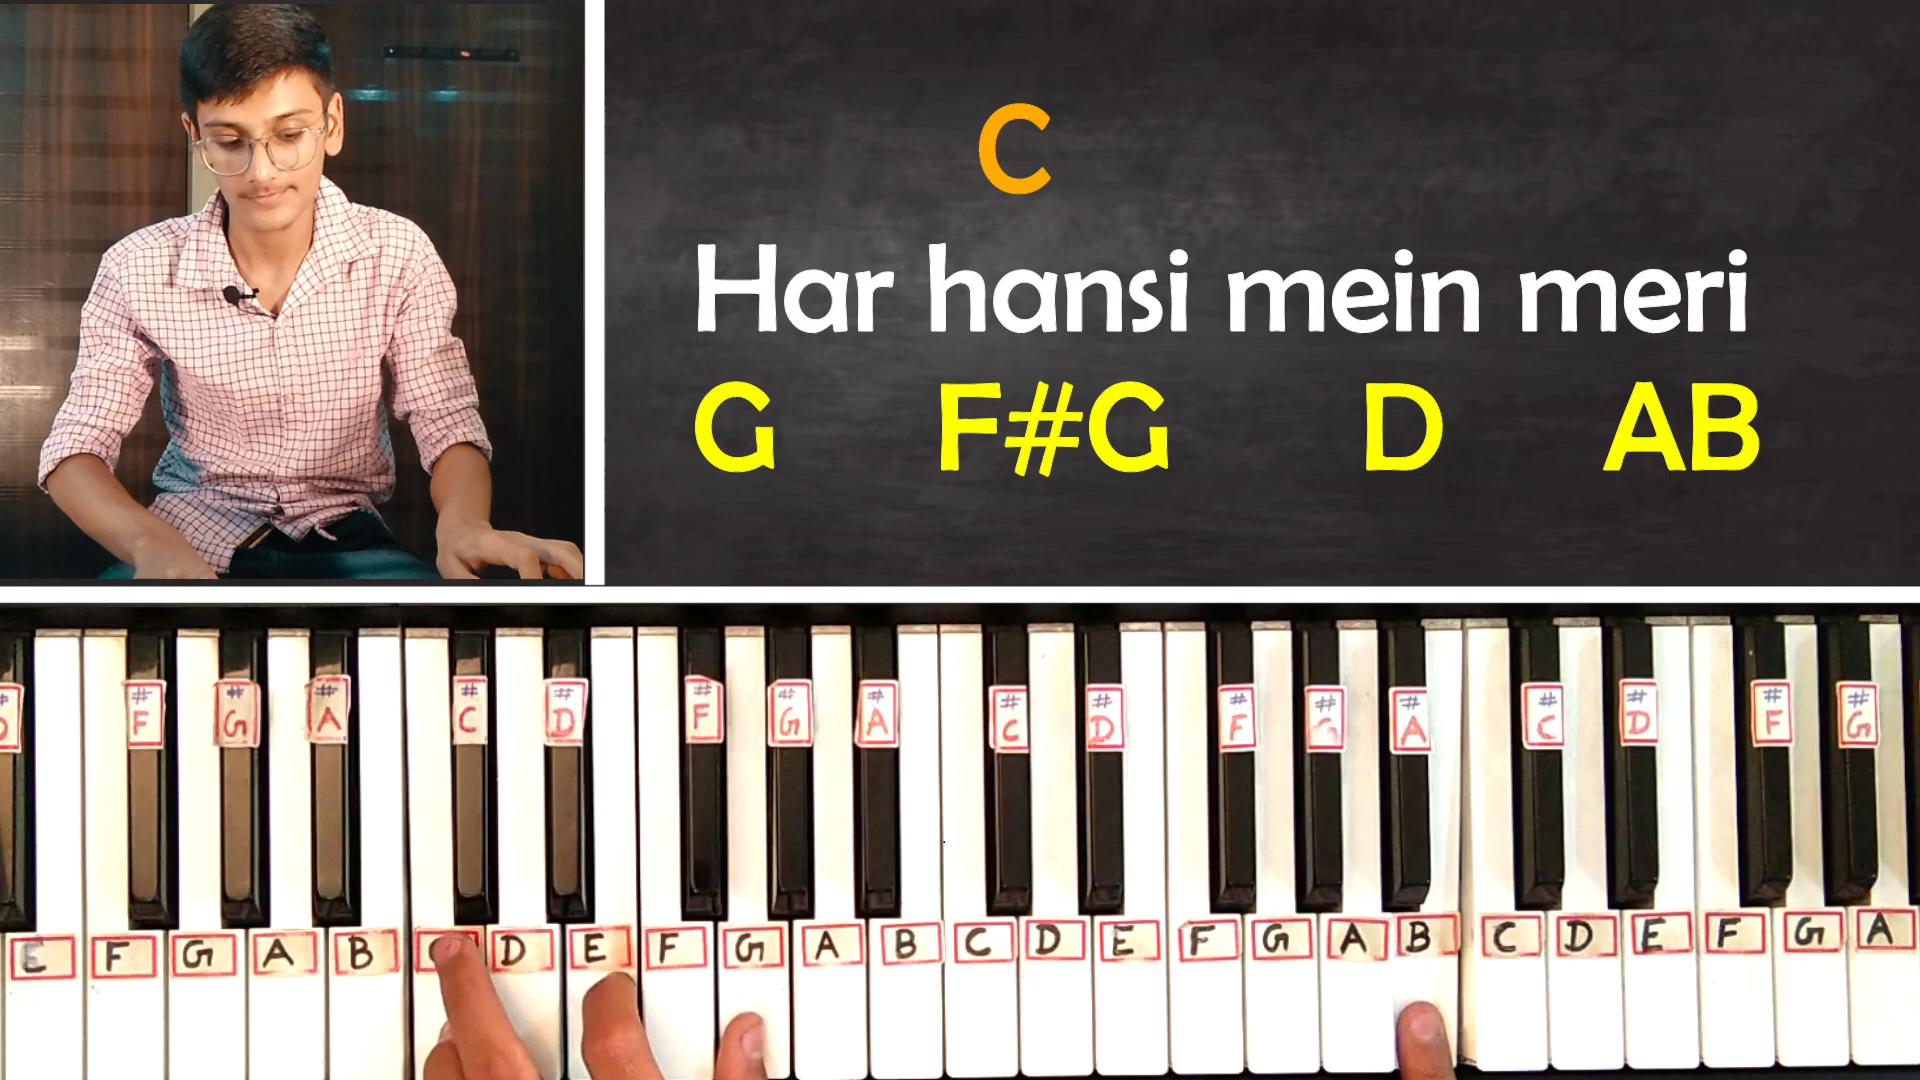 C
Har hansi mein meri
G F#G D AB
# # # # # # # # # # # # # # # #
F G A C D F G A C D F G A C D F G
E F G A B C D E F G A B C D E F G A B C D E F G A